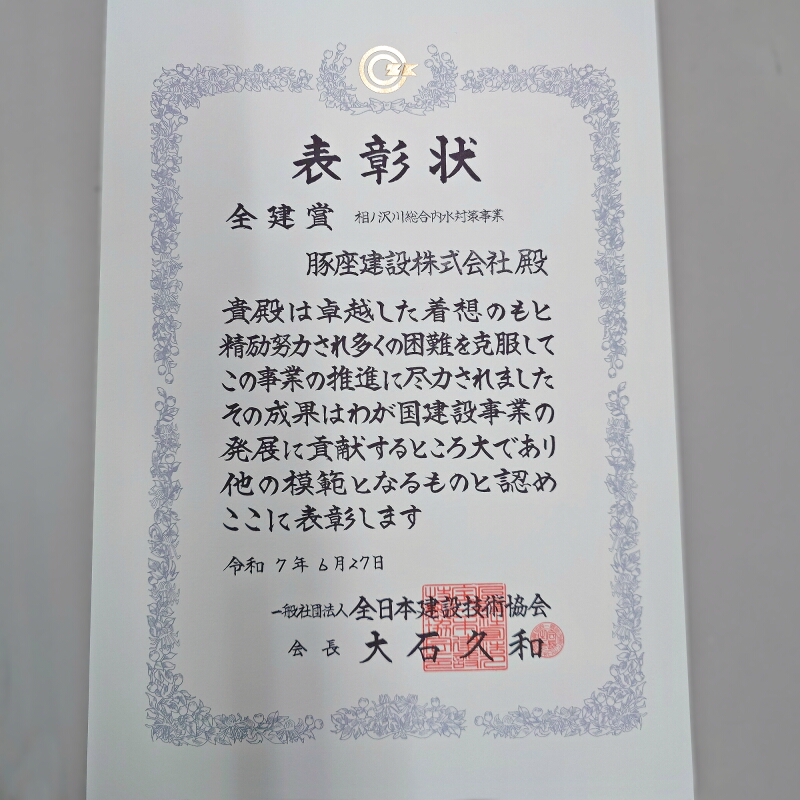 表彰状
全建賞 相ノ沢川総合内水対策事業
豚座建設株式会社殿
貴殿は卓越した着想のもと
精励努力され多くの困難を克服して
この事業の推進に尽力されました
その成果はわが国建設事業の
発展に貢献するところ大であり
他の模範となるものと認め
ここに表彰します
令和7年6月27日
一般社団法人 全日本建設技術協会
会長 大石久和